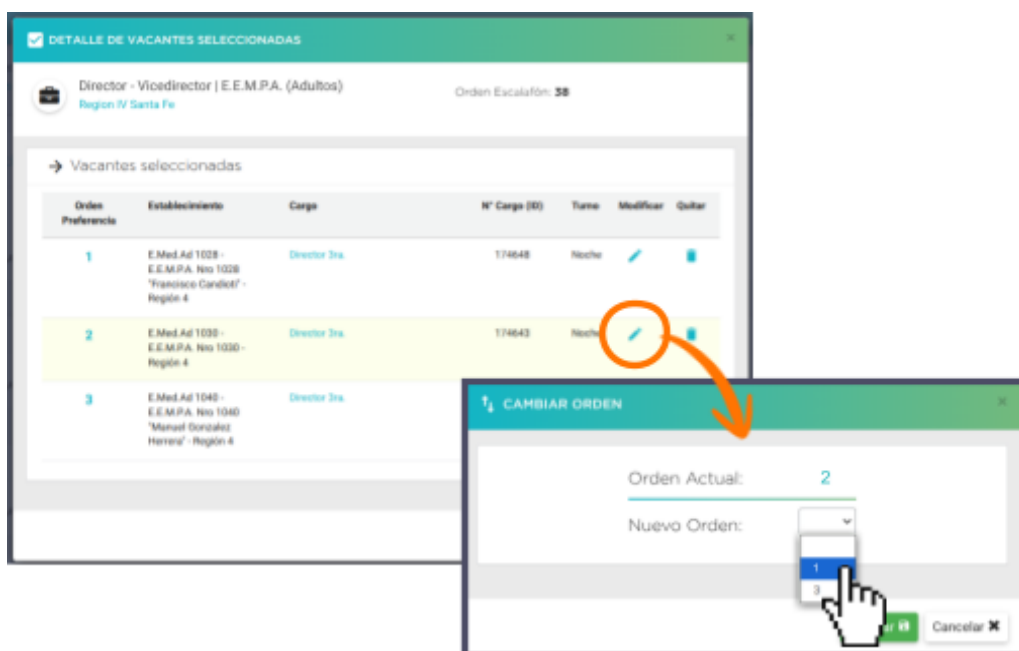 DETALLE DE VACANTES SELECCIONADAS
Director - Vicedirector | E.E.M.P.A. (Adultos)
Orden Escalafón: 38
Region IV Santa Fe
Vacantes seleccionadas
Orden Preferencia Establecimiento Cargo N° Cargo (ID) Turno Modificar Quitar
1 E.Med.Ad 1028 - Director 3ra. 174648 Noche
E.E.M.P.A. Nro 1028
"Francisco Candioti" -
Región 4
2 E.Med.Ad 1030 - Director 3ra. 174643 Noche
E.E.M.P.A. Nro 1030 -
Región 4
3 E.Med.Ad 1040 - Director 3ra.
E.E.M.P.A. Nro 1040
"Manuel Gonzalez
Herrera" - Región 4
CAMBIAR ORDEN
Orden Actual: 2
Nuevo Orden:
1
3
Cancelar